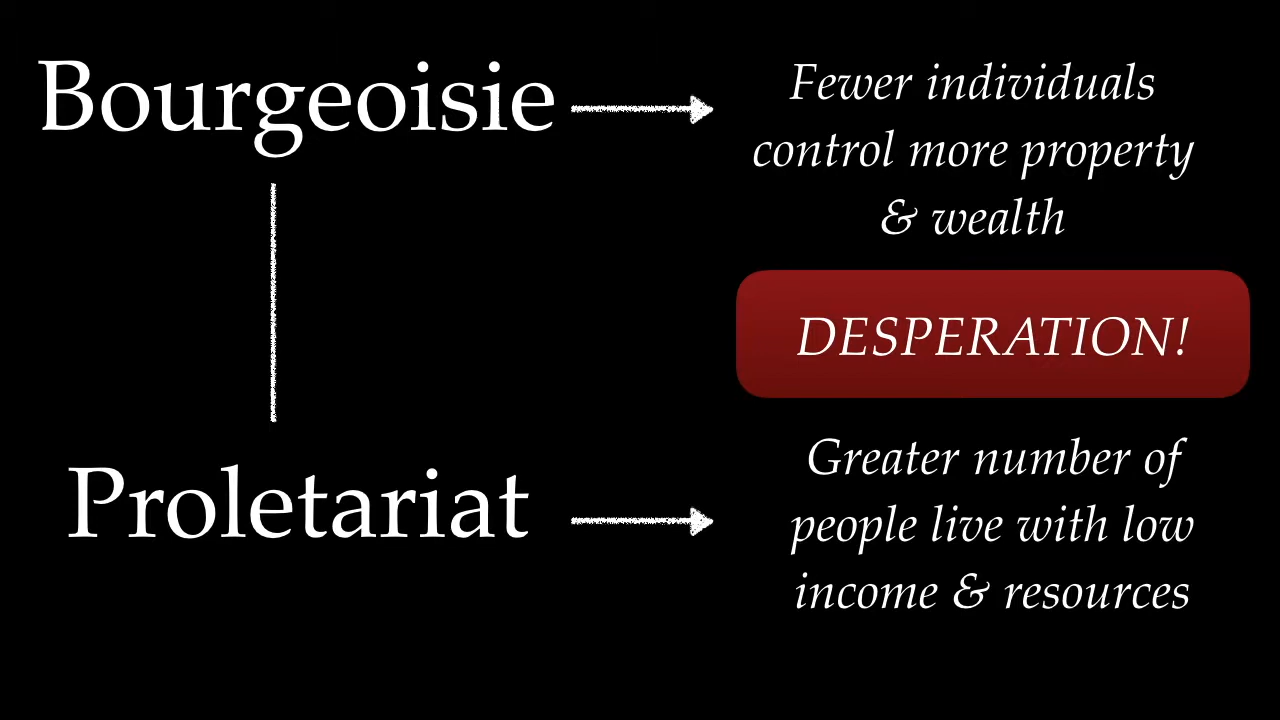 Bourgeoisie
Fewer individuals
control more property
& wealth
DESPERATION!
Proletariat
Greater number of
people live with low
income & resources